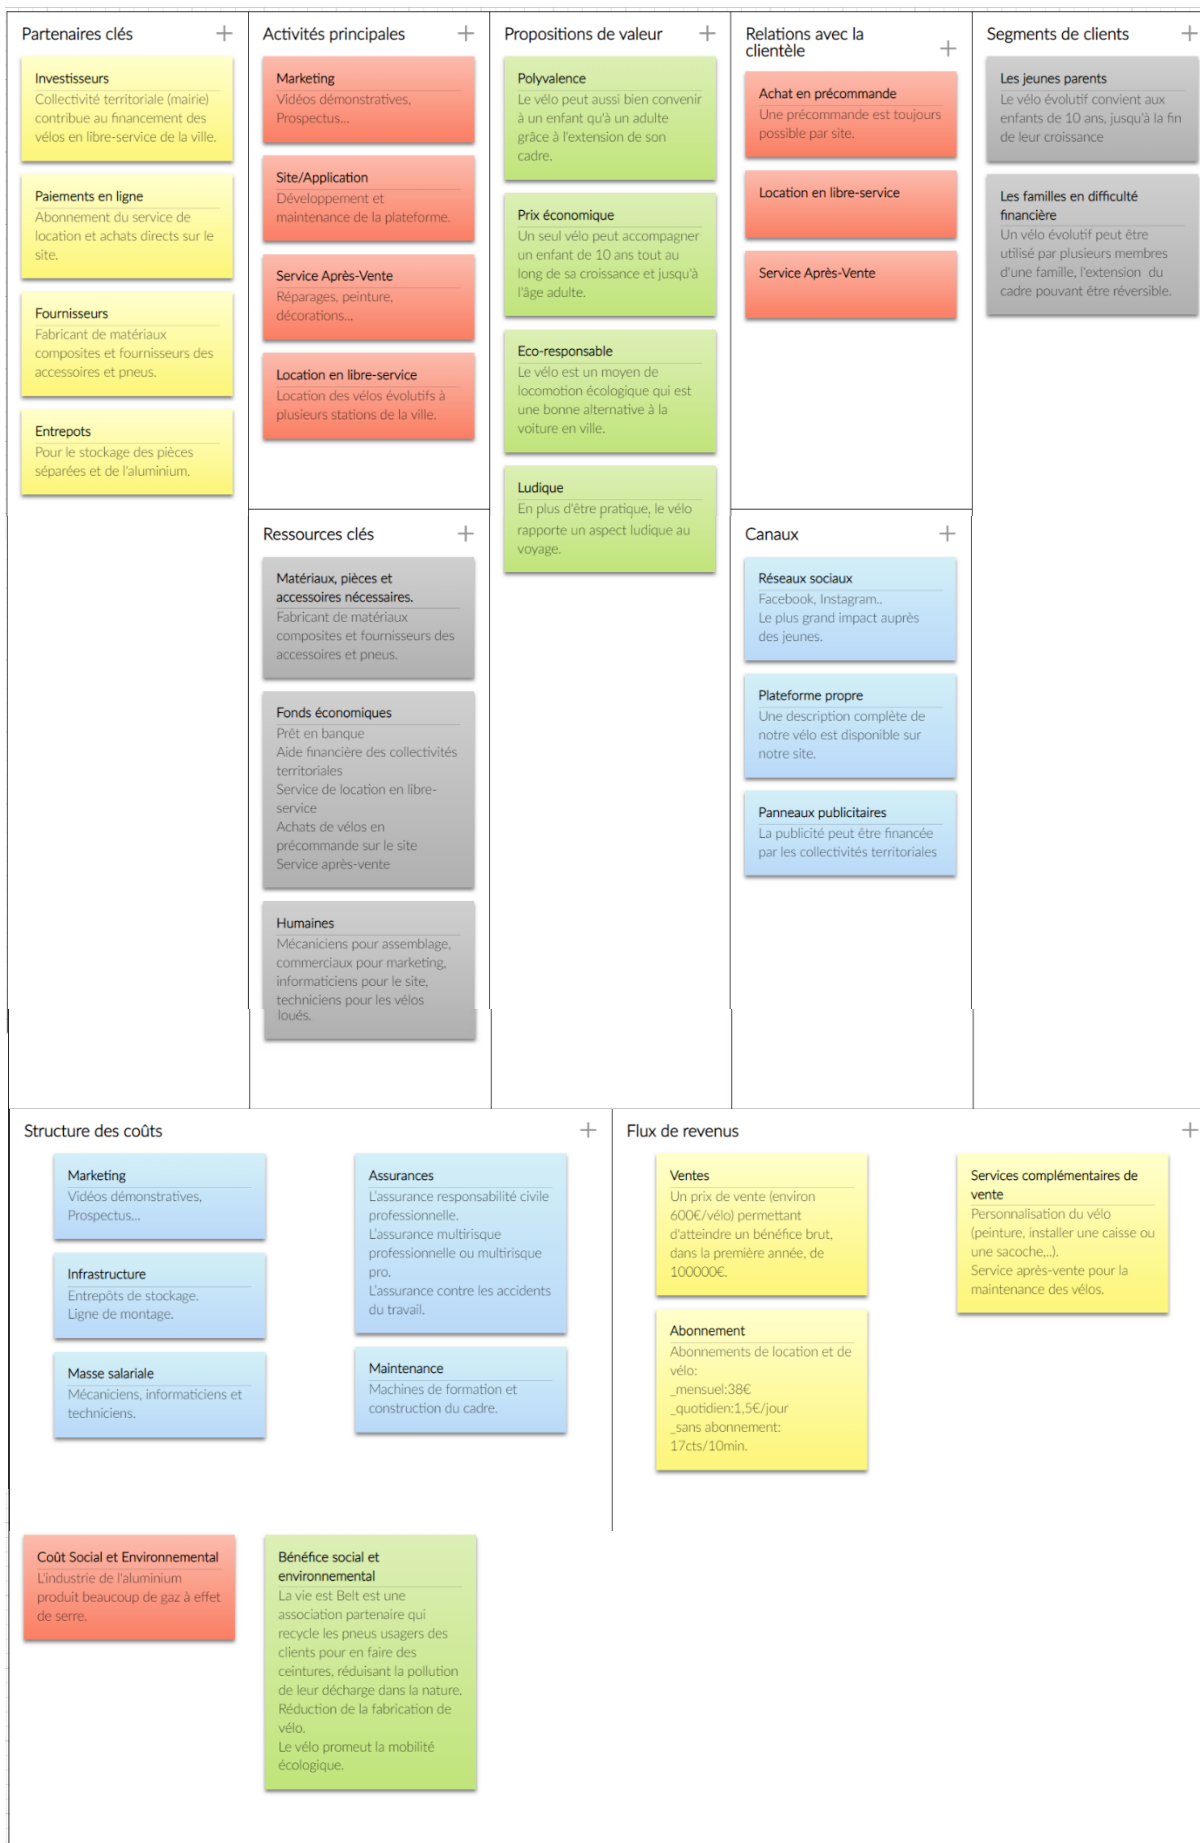 Partenaires clés
Investisseurs
Collectivité territoriale (mairie)
contribue au financement des
vélos en libre-service de la ville.
Paiements en ligne
Abonnement du service de
location et achats directs sur le
site.
Fournisseurs
Fabricant de matériaux
composites et fournisseurs des
accessoires et pneus.
Entrepots
Pour le stockage des pièces
séparées et de l'aluminium.
Activités principales
Marketing
Vidéos démonstratives,
Prospectus...
Site/Application
Développement et
maintenance de la plateforme.
Service Après-Vente
Réparages, peinture,
décorations...
Location en libre-service
Location des vélos évolutifs à
plusieurs stations de la ville.
Ressources clés
Matériaux, pièces et
accessoires nécessaires.
Fabricant de matériaux
composites et fournisseurs des
accessoires et pneus.
Fonds économiques
Prêt en banque
Aide financière des collectivités
territoriales
Service de location en libre-
service
Achats de vélos en
précommande sur le site
Service après-vente
Humaines
Mécaniciens pour assemblage,
commerciaux pour marketing,
informaticiens pour le site,
techniciens pour les vélos
loués.
Propositions de valeur
Polyvalence
Le vélo peut aussi bien convenir
à un enfant qu'à un adulte
grâce à l'extension de son
cadre.
Prix économique
Un seul vélo peut accompagner
un enfant de 10 ans tout au
long de sa croissance et jusqu'à
l'âge adulte.
Eco-responsable
Le vélo est un moyen de
locomotion écologique qui est
une bonne alternative à la
voiture en ville.
Ludique
En plus d'être pratique, le vélo
rapporte un aspect ludique au
voyage.
Relations avec la
clientèle
Achat en précommande
Une précommande est toujours
possible par site.
Location en libre-service
Service Après-Vente
Canaux
Réseaux sociaux
Facebook, Instagram..
Le plus grand impact auprès
des jeunes.
Plateforme propre
Une description complète de
notre vélo est disponible sur
notre site.
Panneaux publicitaires
La publicité peut être financée
par les collectivités territoriales
Segments de clients
Les jeunes parents
Le vélo évolutif convient aux
enfants de 10 ans, jusqu'à la fin
de leur croissance
Les familles en difficulté
financière
Un vélo évolutif peut être
utilisé par plusieurs membres
d'une famille, l'extension du
cadre pouvant être réversible.
Structure des coûts
Marketing
Vidéos démonstratives,
Prospectus...
Infrastructure
Entrepôts de stockage.
Ligne de montage.
Masse salariale
Mécaniciens, informaticiens et
techniciens.
Assurances
L'assurance responsabilité civile
professionnelle.
L'assurance multirisque
professionnelle ou multirisque
pro.
L'assurance contre les accidents
du travail.
Maintenance
Machines de formation et
construction du cadre.
Flux de revenus
Ventes
Un prix de vente (environ
600€/vélo) permettant
d'atteindre un bénéfice brut,
dans la première année, de
100000€.
Abonnement
Abonnements de location et de
vélo:
_mensuel:38€
_quotidien:1,5€/jour
_sans abonnement:
17cts/10min.
Services complémentaires de
vente
Personnalisation du vélo
(peinture, installer une caisse ou
une sacoche,..).
Service après-vente pour la
maintenance des vélos.
Coût Social et Environnemental
L'industrie de l'aluminium
produit beaucoup de gaz à effet
de serre.
Bénéfice social et
environnemental
La vie est Belt est une
association partenaire qui
recycle les pneus usagers des
clients pour en faire des
ceintures, réduisant la pollution
de leur décharge dans la nature.
Réduction de la fabrication de
vélo.
Le vélo promeut la mobilité
écologique.